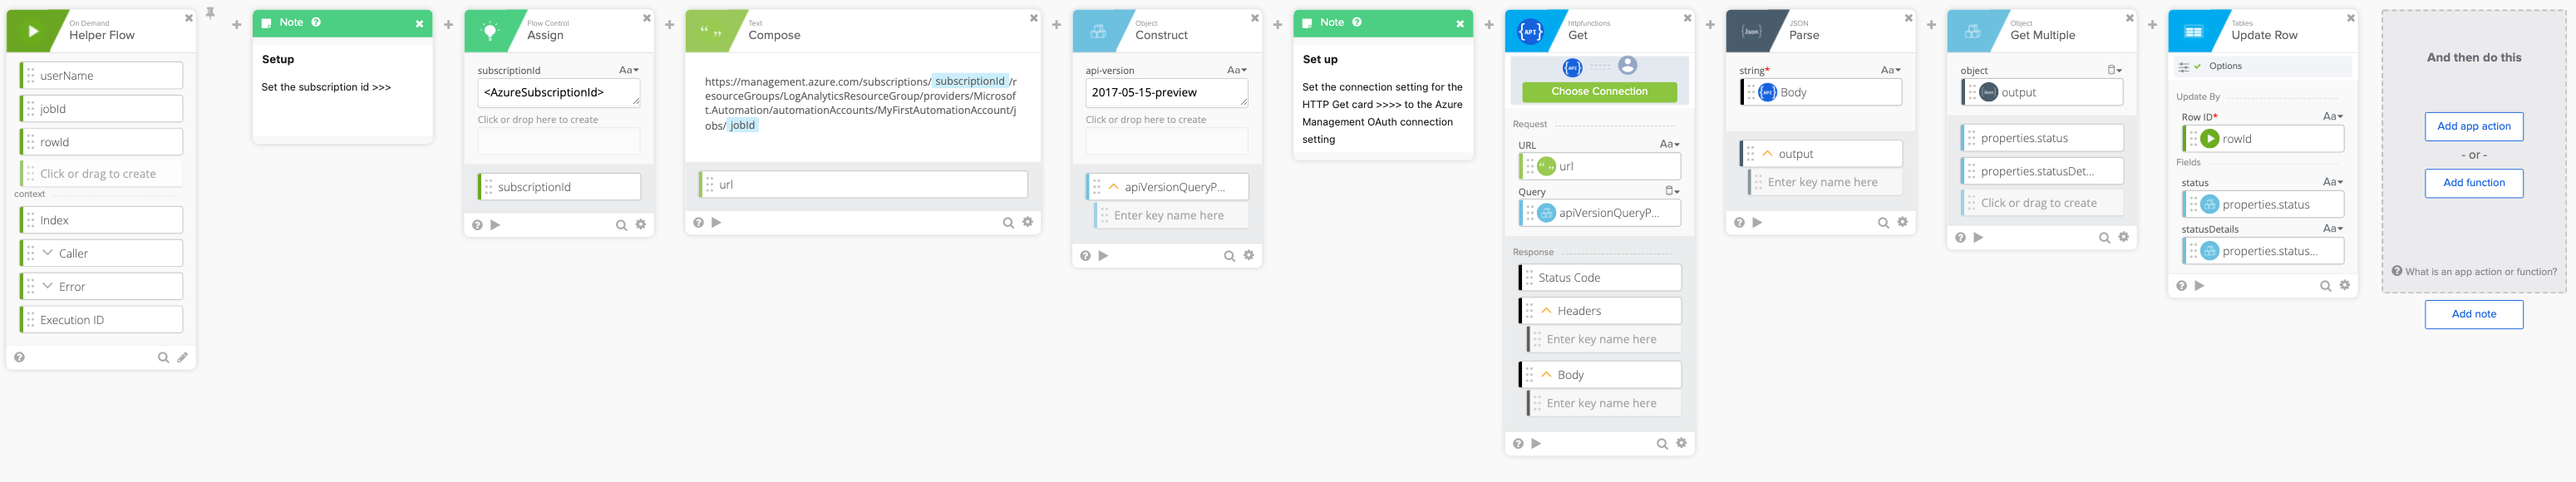 On Demand
Helper Flow
userName
jobId
rowId
Click or drag to create
context
Index
Caller
Error
Execution ID
Note
Setup
Set the subscription id >>>
Flow Control
Assign
subscriptionId
Aa
<AzureSubscriptionId>
Click or drop here to create
subscriptionId
Text
Compose
https://management.azure.com/subscriptions/ subscriptionId /r
esourceGroups/LogAnalyticsResourceGroup/providers/Microsof
t.Automation/automationAccounts/MyFirstAutomationAccount/j
obs/ jobId
url
Object
Construct
api-version
Aa
2017-05-15-preview
Click or drop here to create
apiVersionQueryP...
Enter key name here
Note
Set up
Set the connection setting for the
HTTP Get card >>>> to the Azure
Management OAuth connection
setting
httpfunctions
Get
{API}
{API}
Choose Connection
Request
URL
Aa
url
Query
{API}
apiVersionQueryP...
Response
Status Code
Headers
Enter key name here
Body
Enter key name here
JSON
Parse
{Json}
string*
Aa
{API}
Body
output
Enter key name here
Object
Get Multiple
object
{Json}
output
properties.status
properties.statusDet...
Click or drag to create
Tables
Update Row
Options
Update By
Row ID*
Aa
rowId
Fields
status
Aa
properties.status
statusDetails
Aa
properties.status...
And then do this
Add app action
- or -
Add function
What is an app action or function?
Add note